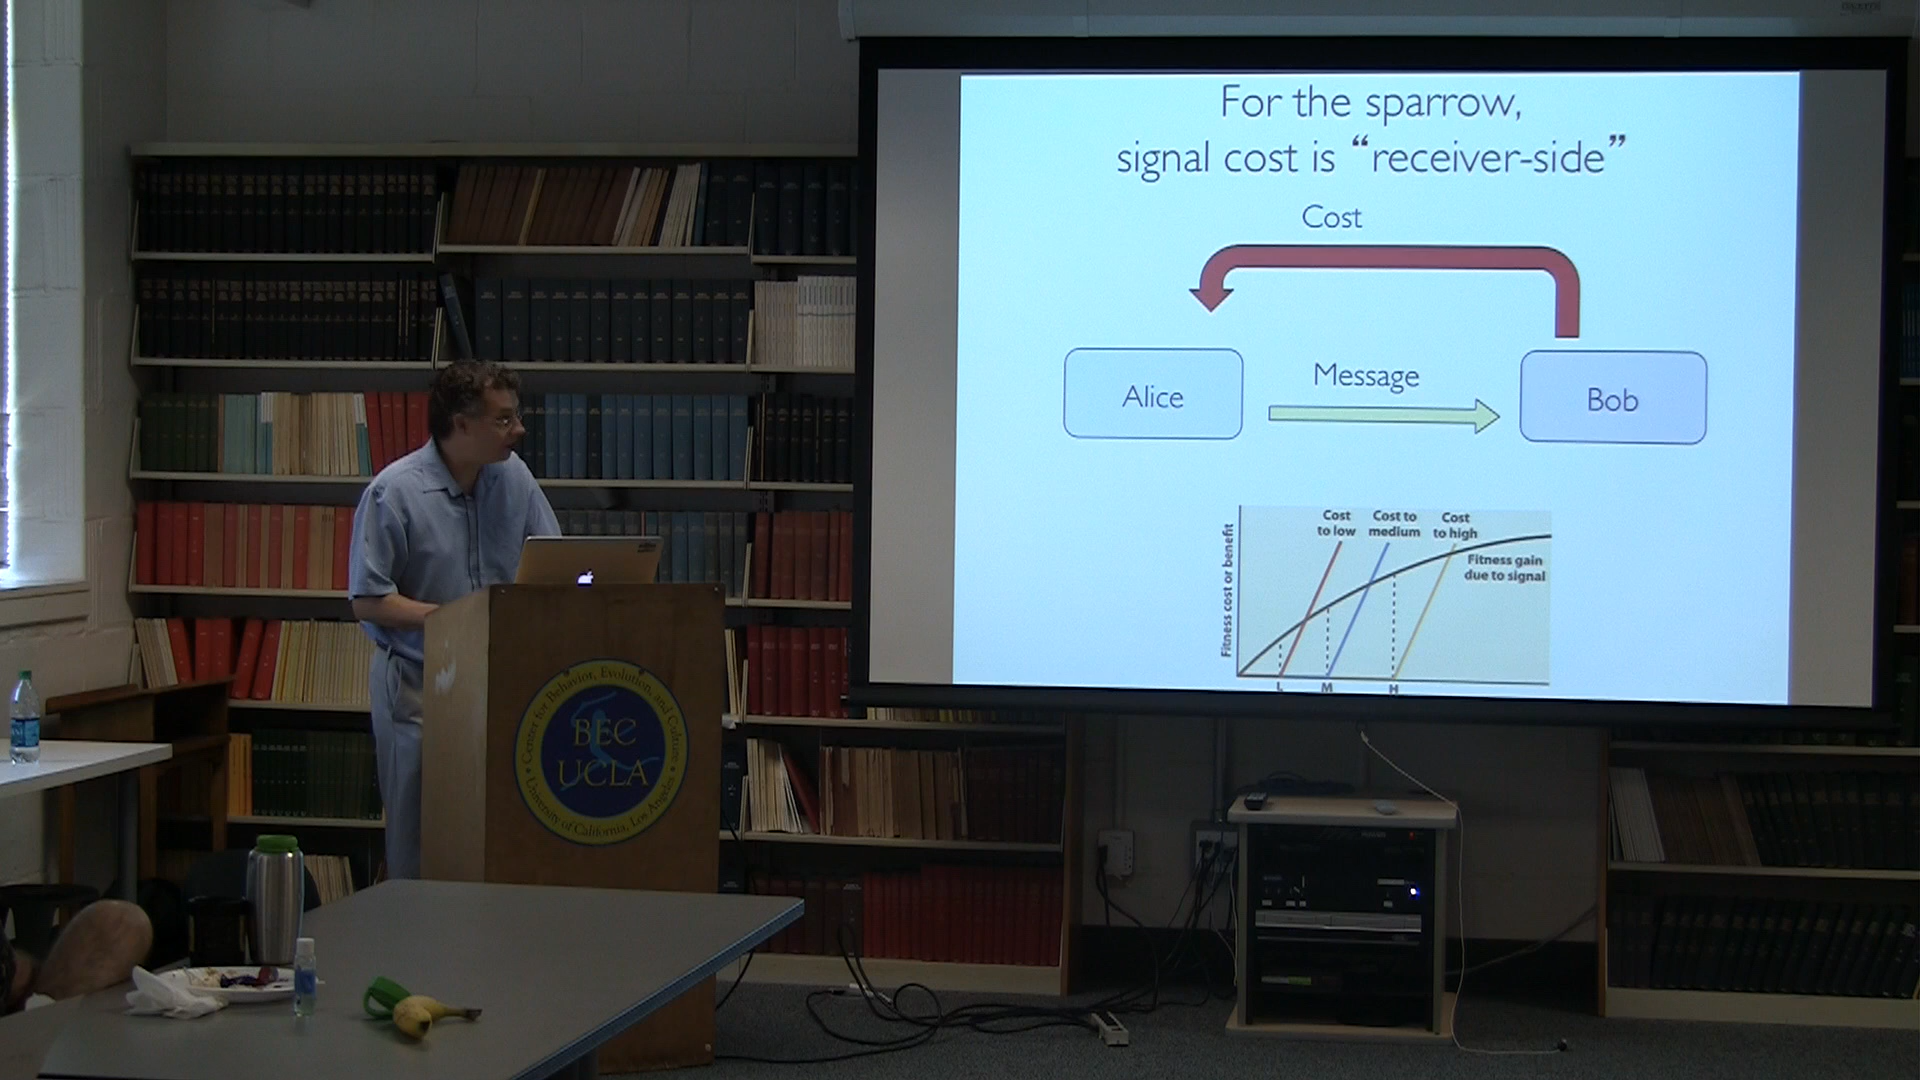 For the sparrow,
signal cost is “receiver-side”
Cost
Alice
Message
Bob
Fitness cost or benefit
Cost
to low
Cost to
medium
Cost
to high
Fitness gain
due to signal
L
M
H
Center for Behavior, Evolution, and Culture
BEC
UCLA
University of California, Los Angeles